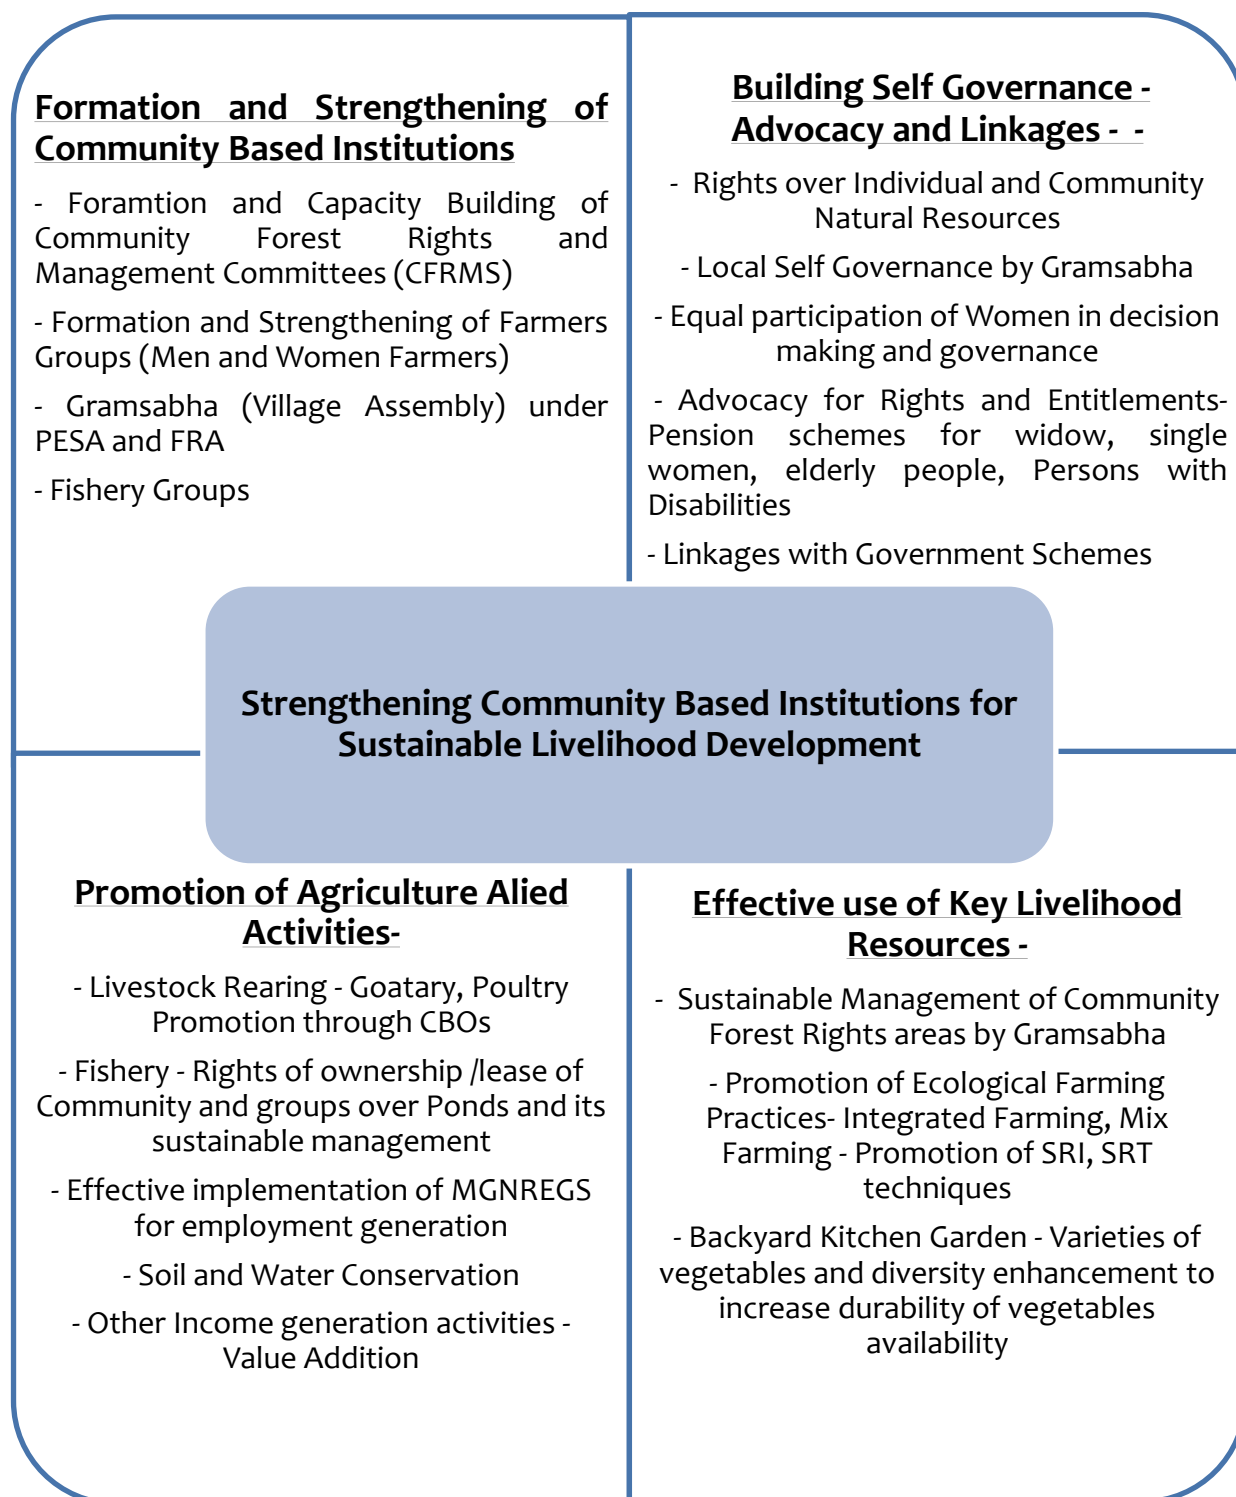 Formation and Strengthening of
Community Based Institutions
- Foramtion and Capacity Building of
Community Forest Rights and
Management Committees (CFRMS)
- Formation and Strengthening of Farmers
Groups (Men and Women Farmers)
- Gramsabha (Village Assembly) under
PESA and FRA
- Fishery Groups
Building Self Governance -
Advocacy and Linkages - -
- Rights over Individual and Community
Natural Resources
- Local Self Governance by Gramsabha
- Equal participation of Women in decision
making and governance
- Advocacy for Rights and Entitlements-
Pension schemes for widow, single
women, elderly people, Persons with
Disabilities
- Linkages with Government Schemes
Strengthening Community Based Institutions for
Sustainable Livelihood Development
Promotion of Agriculture Alied
Activities-
- Livestock Rearing - Goatary, Poultry
Promotion through CBOs
- Fishery - Rights of ownership /lease of
Community and groups over Ponds and its
sustainable management
- Effective implementation of MGNREGS
for employment generation
- Soil and Water Conservation
- Other Income generation activities -
Value Addition
Effective use of Key Livelihood
Resources -
- Sustainable Management of Community
Forest Rights areas by Gramsabha
- Promotion of Ecological Farming
Practices- Integrated Farming, Mix
Farming - Promotion of SRI, SRT
techniques
- Backyard Kitchen Garden - Varieties of
vegetables and diversity enhancement to
increase durability of vegetables
availability